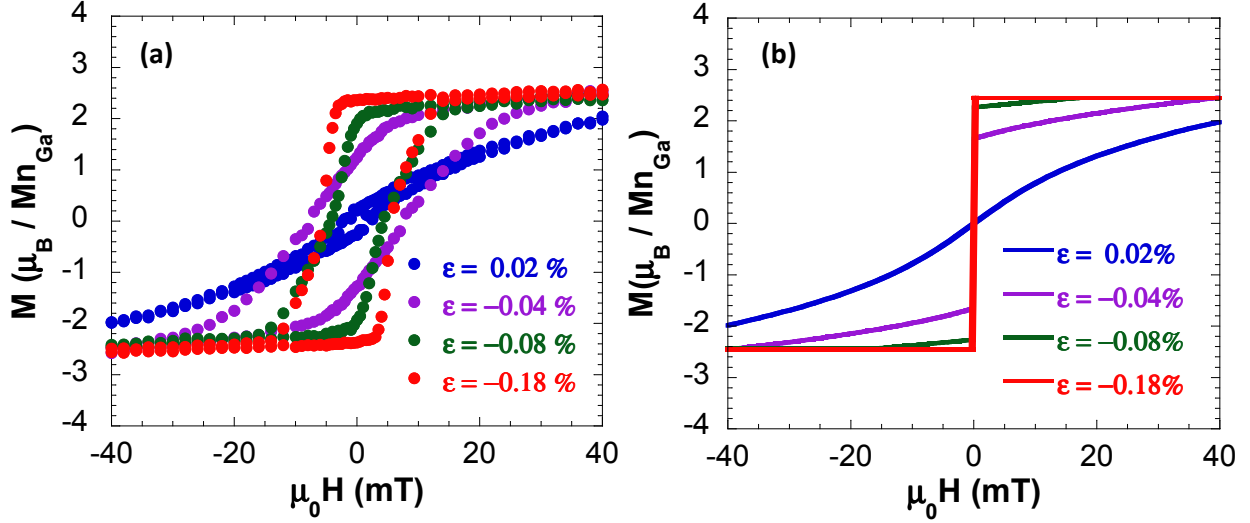 (a)
M (μB / MnGa)
4
3
2
1
0
-1
-2
-3
-4
ε = 0.02 %
ε = −0.04 %
ε = −0.08 %
ε = −0.18 %
-40 -20 0 20 40
μ0H (mT)
(b)
M(μB / MnGa)
4
3
2
1
0
-1
-2
-3
-4
ε = 0.02%
ε = −0.04%
ε = −0.08%
ε = −0.18%
-40 -20 0 20 40
μ0H (mT)